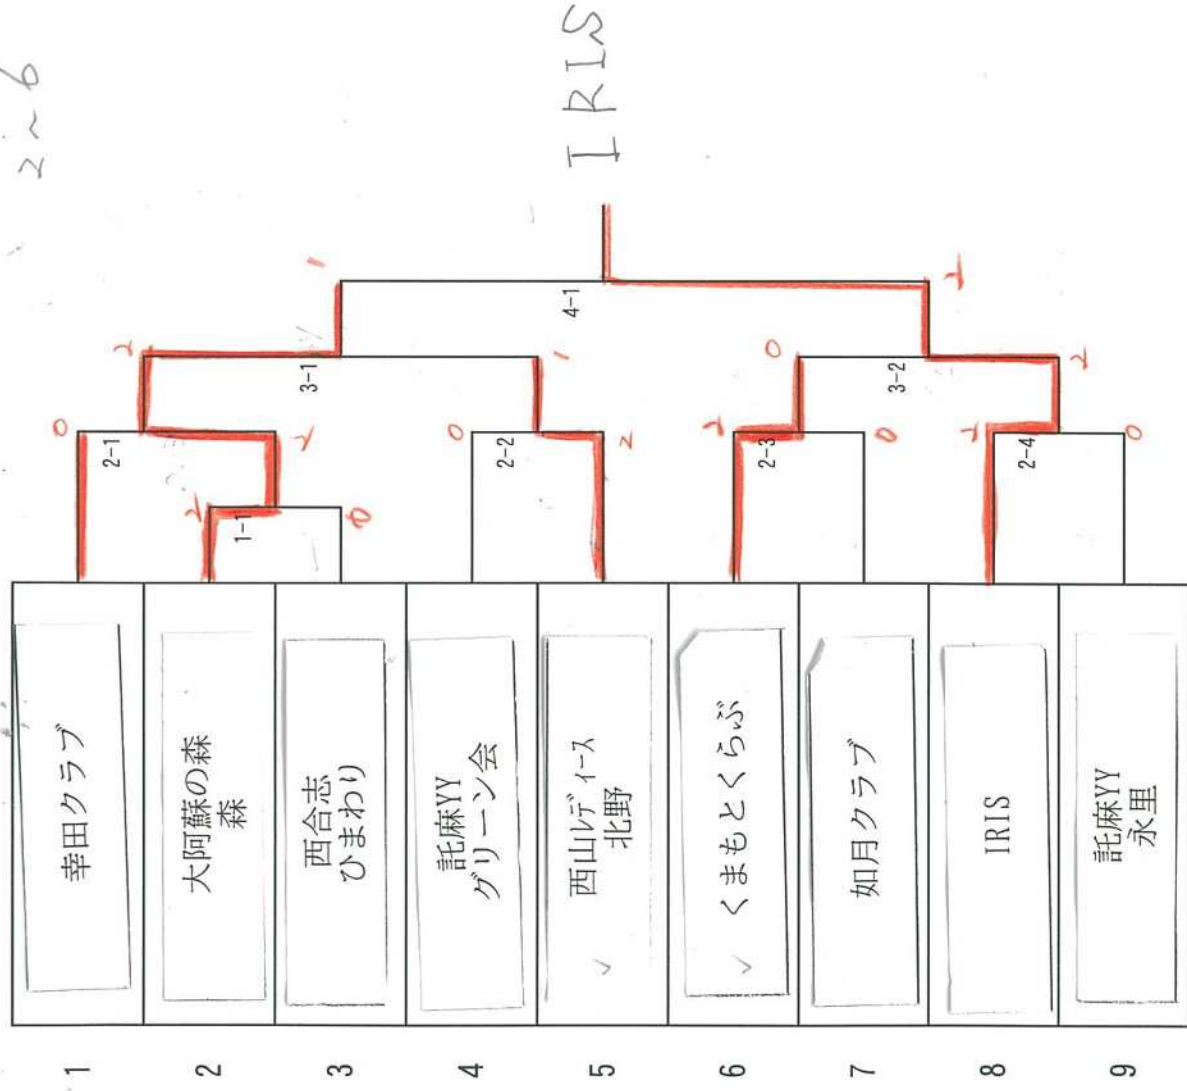 2~6
1 幸田クラブ
2 大阿蘇の森
森
3 西合志
ひまわり
4 託麻YY
グリーン会
5 西山レディース
北野
6 くまもとくらぶ
7 如月クラブ
8 IRIS
9 託麻YY
永里
2 1-1 0
0 2-1 2
0 2-2 2
2 2-3 0
2 2-4 0
2 3-1 1
0 3-2 2
1 4-1 2
IRIS